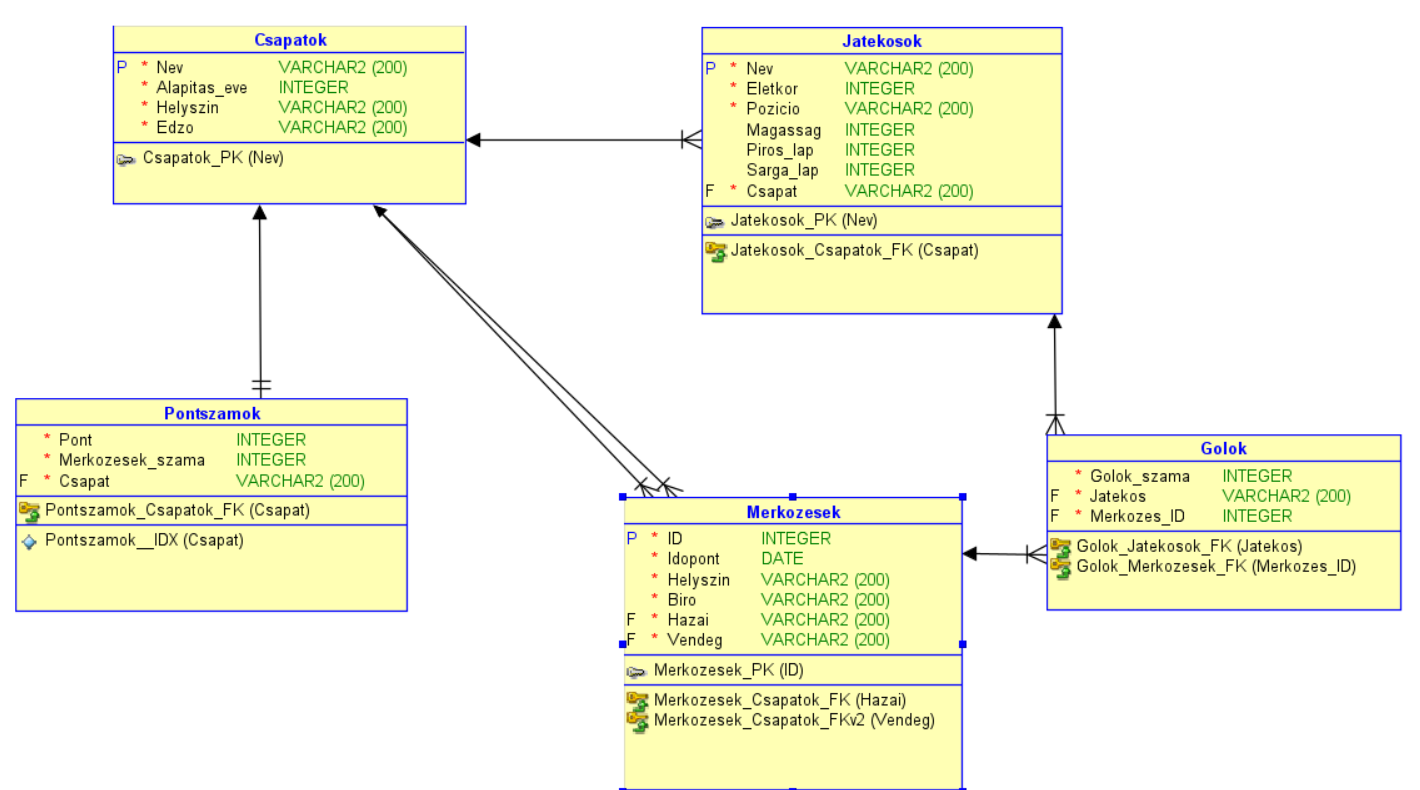 Csapatok
P * Nev VARCHAR2 (200)
* Alapitas_eve INTEGER
* Helyszin VARCHAR2 (200)
* Edzo VARCHAR2 (200)
Csapatok_PK (Nev)
Jatekosok
P * Nev VARCHAR2 (200)
* Eletkor INTEGER
* Pozicio VARCHAR2 (200)
Magassag INTEGER
Piros_lap INTEGER
Sarga_lap INTEGER
F * Csapat VARCHAR2 (200)
Jatekosok_PK (Nev)
Jatekosok_Csapatok_FK (Csapat)
Pontszamok
* Pont INTEGER
* Merkozesek_szama INTEGER
F * Csapat VARCHAR2 (200)
Pontszamok_Csapatok_FK (Csapat)
Pontszamok__IDX (Csapat)
Merkozesek
P * ID INTEGER
* Idopont DATE
* Helyszin VARCHAR2 (200)
* Biro VARCHAR2 (200)
F * Hazai VARCHAR2 (200)
F * Vendeg VARCHAR2 (200)
Merkozesek_PK (ID)
Merkozesek_Csapatok_FK (Hazai)
Merkozesek_Csapatok_FKv2 (Vendeg)
Golok
* Golok_szama INTEGER
F * Jatekos VARCHAR2 (200)
F * Merkozes_ID INTEGER
Golok_Jatekosok_FK (Jatekos)
Golok_Merkozesek_FK (Merkozes_ID)